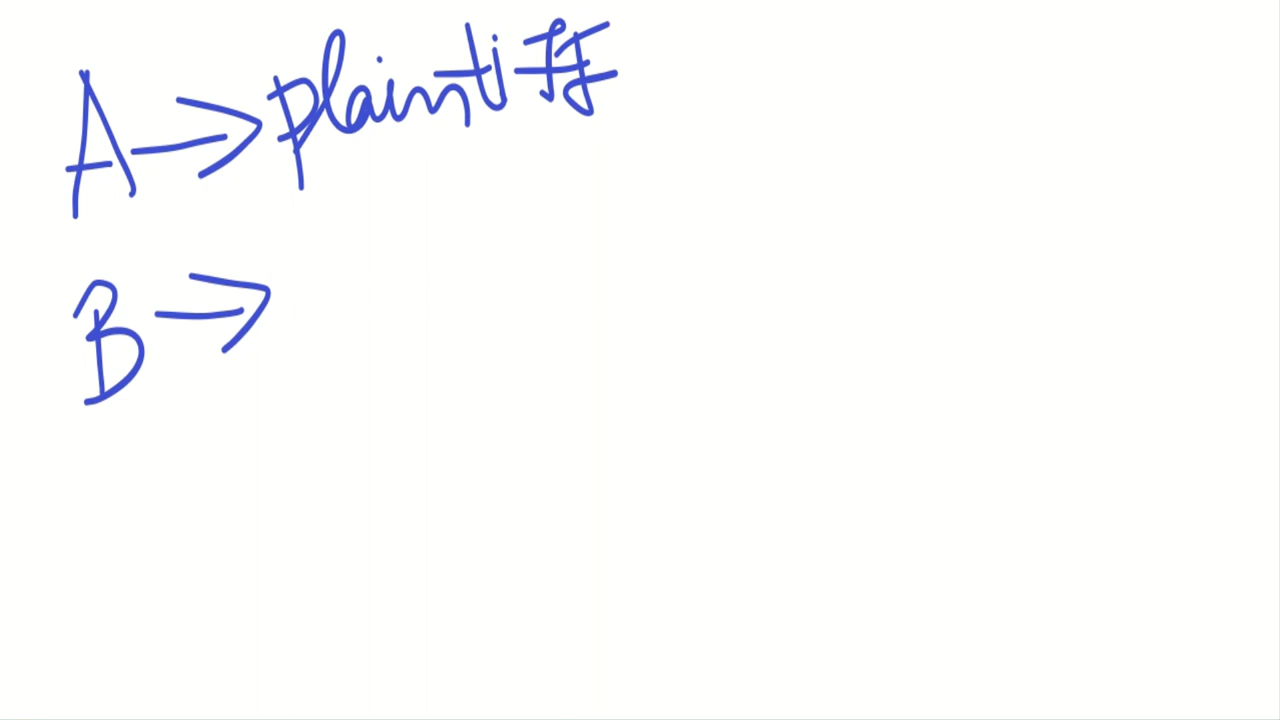 A → plaintiff
B →